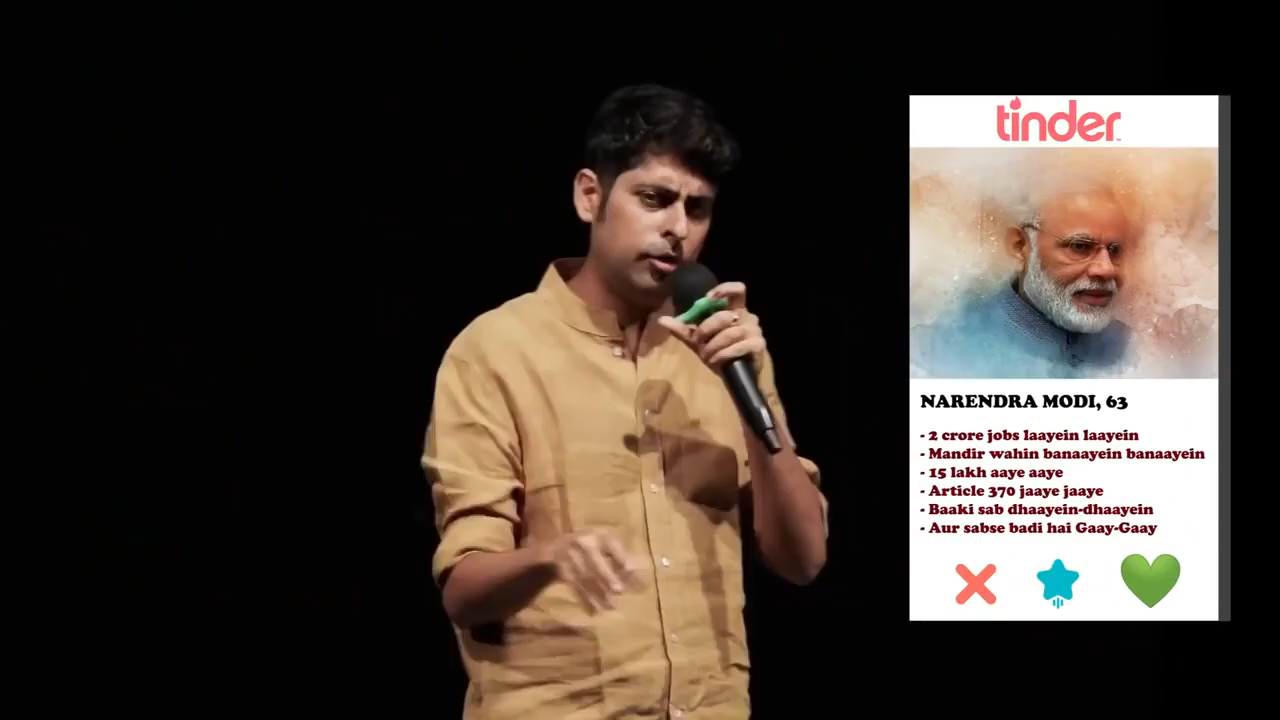 tinder
NARENDRA MODI, 63
- 2 crore jobs laayein laayein
- Mandir wahin banaayein banaayein
- 15 lakh aaye aaye
- Article 370 jaaye jaaye
- Baaki sab dhaayein-dhaayein
- Aur sabse badi hai Gaay-Gaay